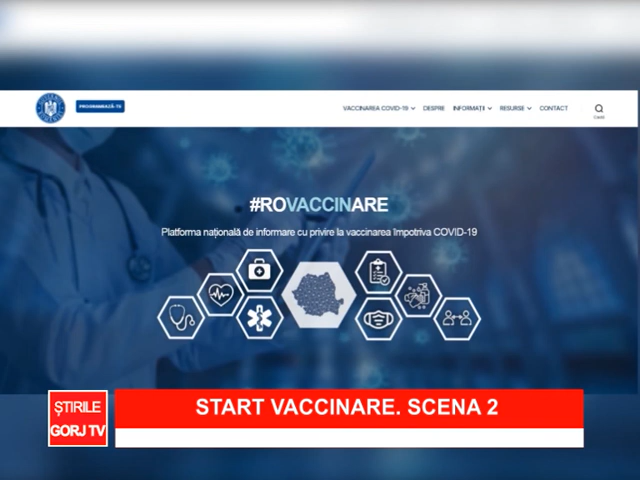 PROGRAMEAZĂ-TE
VACCINAREA COVID-19 DESPRE INFORMAȚII RESURSE CONTACT
Caută
#ROVACCINARE
Platforma națională de informare cu privire la vaccinarea împotriva COVID-19
START VACCINARE. SCENA 2
ȘTIRILE
GORJ TV